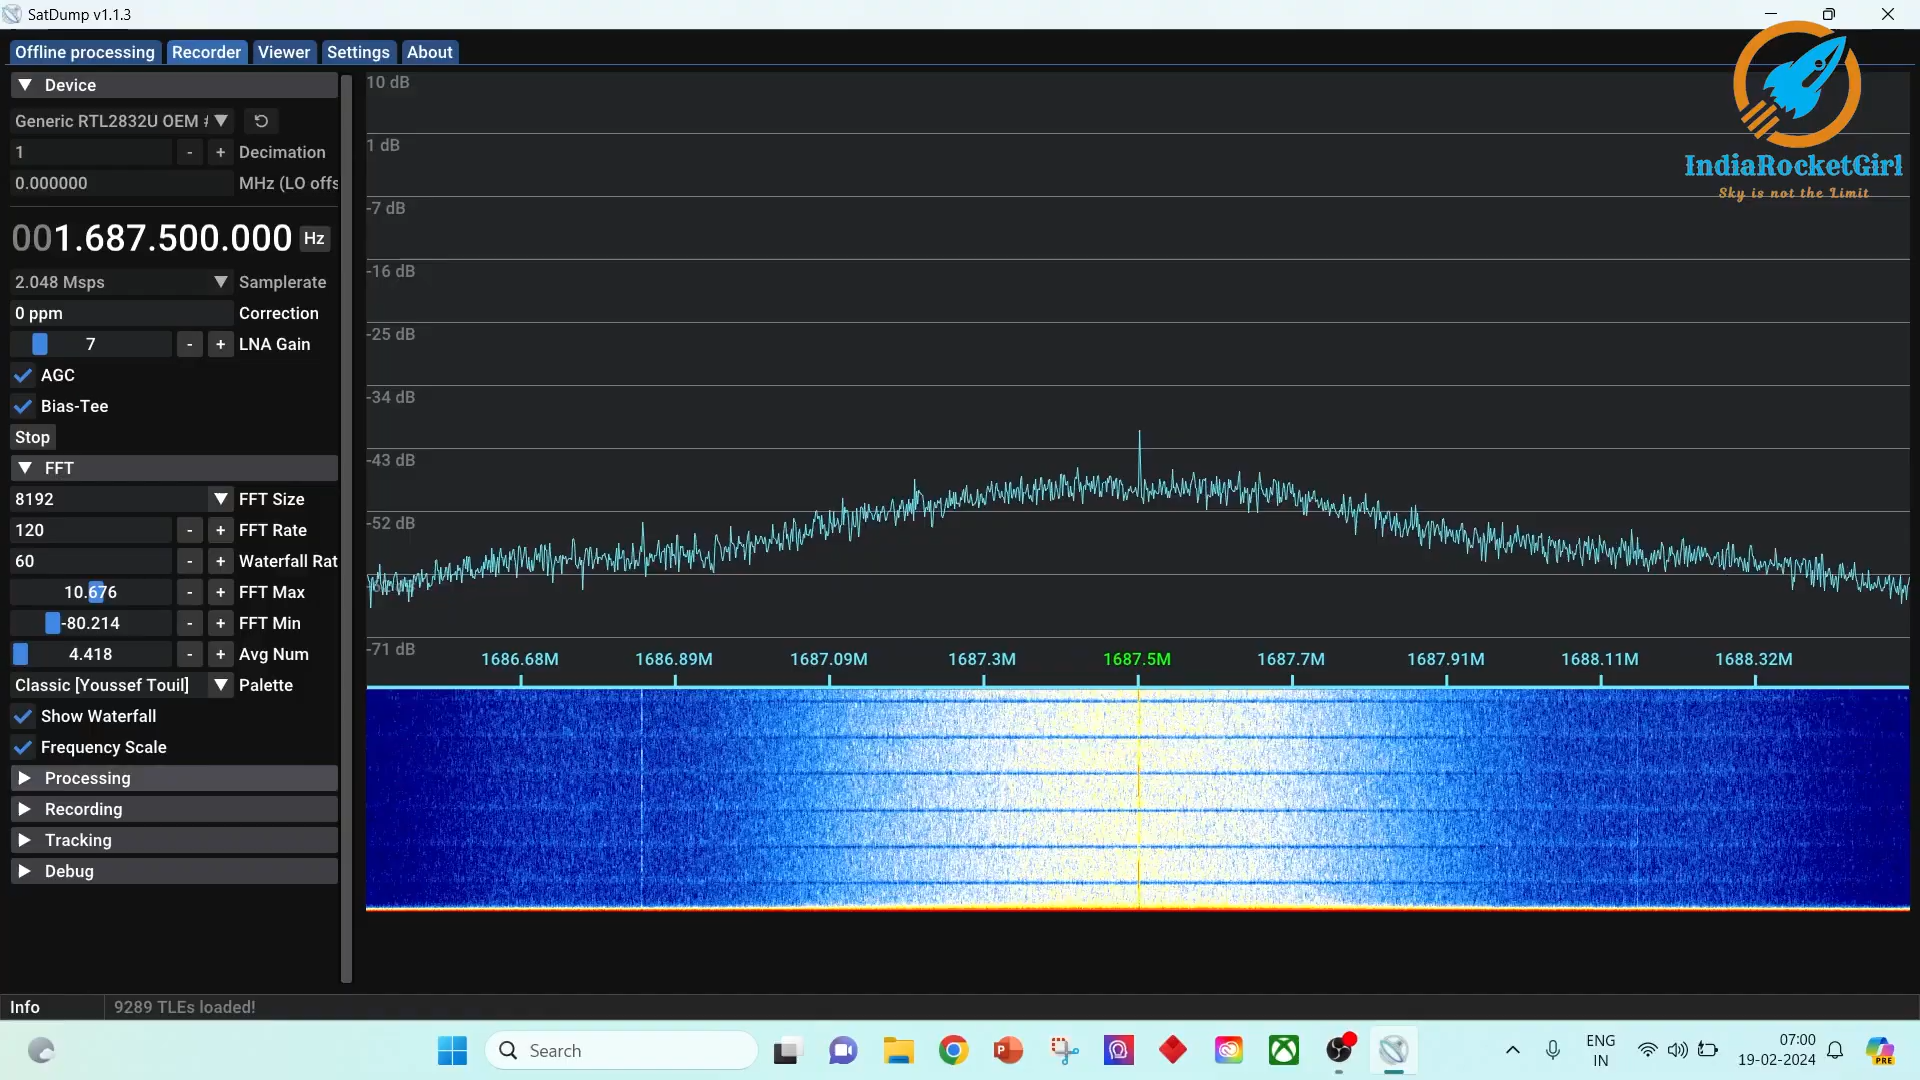 SatDump v1.1.3
Offline processing Recorder Viewer Settings About
Device
Generic RTL2832U OEM
1 - + Decimation
0.000000 MHz (LO offs
001.687.500.000 Hz
2.048 Msps Samplerate
0 ppm Correction
7 - + LNA Gain
AGC
Bias-Tee
Stop
FFT
8192 FFT Size
120 - + FFT Rate
60 - + Waterfall Rat
10.676 - + FFT Max
-80.214 - + FFT Min
4.418 - + Avg Num
Classic [Youssef Touil] Palette
Show Waterfall
Frequency Scale
Processing
Recording
Tracking
Debug
10 dB
1 dB
-7 dB
-16 dB
-25 dB
-34 dB
-43 dB
-52 dB
-71 dB
1686.68M 1686.89M 1687.09M 1687.3M 1687.5M 1687.7M 1687.91M 1688.11M 1688.32M
IndiaRocketGirl
Sky is not the Limit
Info 9289 TLEs loaded!
Search
ENG
IN
07:00
19-02-2024
PRE